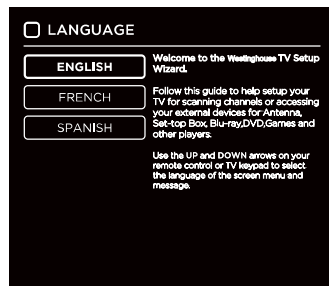 LANGUAGE
ENGLISH
FRENCH
SPANISH
Welcome to the Westinghouse TV Setup
Wizard.
Follow this guide to help setup your
TV for scanning channels or accessing
your external devices for Antenna,
Set-top Box, Blu-ray,DVD,Games and
other players.
Use the UP and DOWN arrows on your
remote control or TV keypad to select
the language of the screen menu and
message.